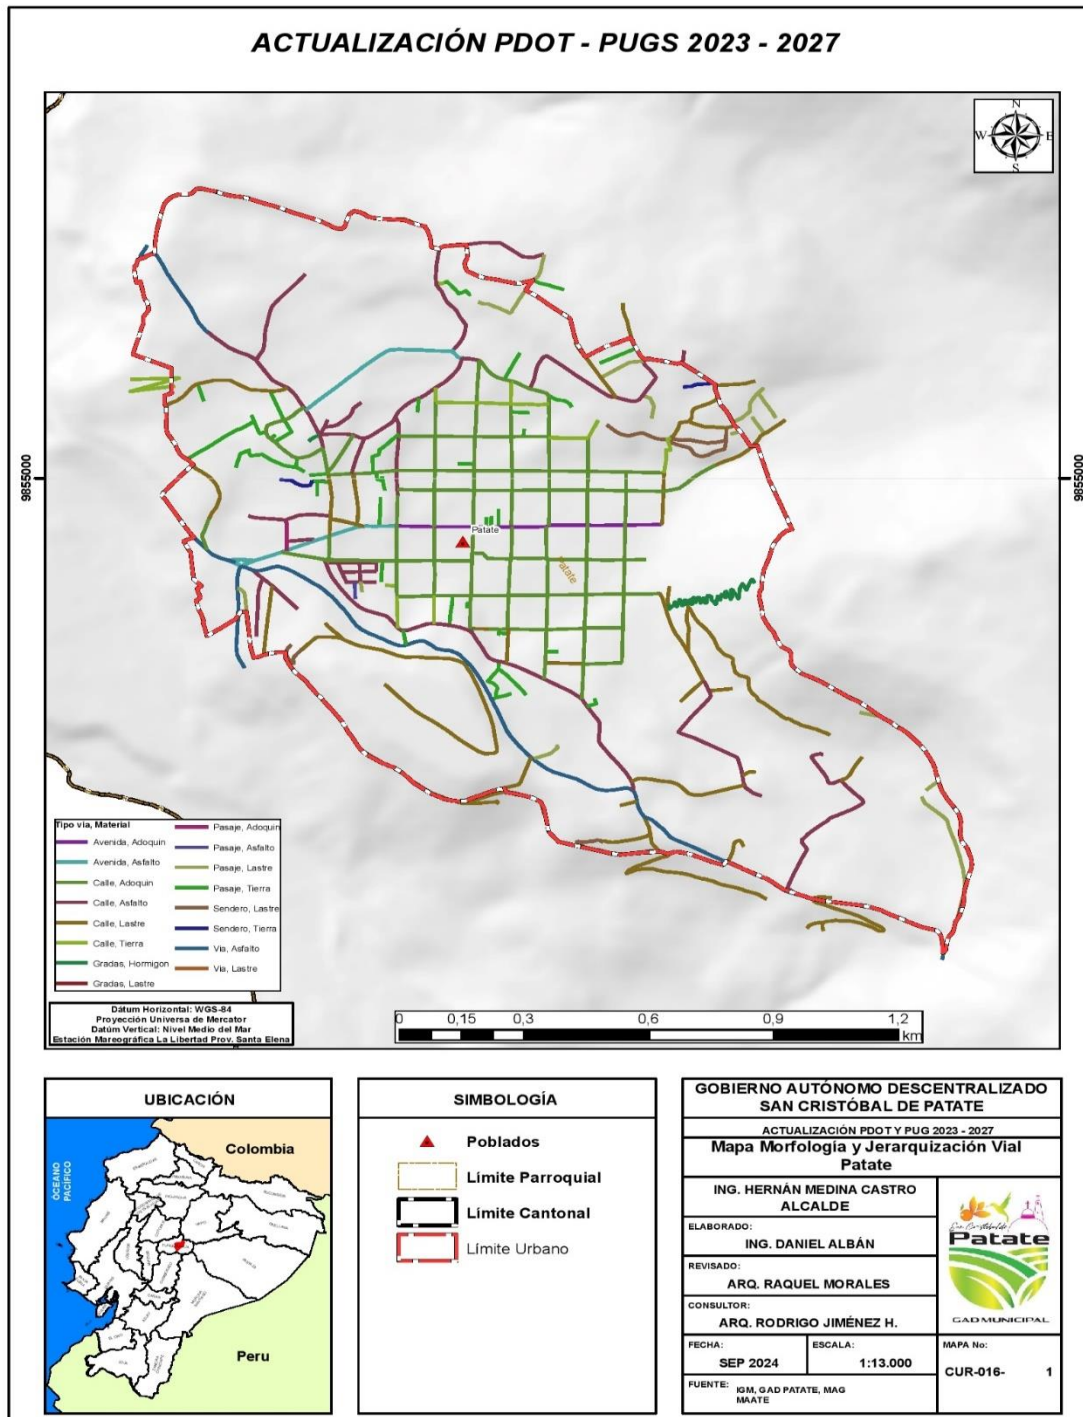 ACTUALIZACIÓN PDOT - PUGS 2023 - 2027
N
W
E
S
9855000
9855000
Patate
Patate
Tipo via, Material
Avenida, Adoquin
Avenida, Asfalto
Calle, Adoquin
Calle, Asfalto
Calle, Lastre
Calle, Tierra
Gradas, Hormigon
Gradas, Lastre
Pasaje, Adoquin
Pasaje, Asfalto
Pasaje, Lastre
Pasaje, Tierra
Sendero, Lastre
Sendero, Tierra
Via, Asfalto
Via, Lastre
Dátum Horizontal: WGS-84
Proyección Universa de Mercator
Datúm Vertical: Nivel Medio del Mar
Estación Mareográfica La Libertad Prov. Santa Elena
0 0,15 0,3 0,6 0,9 1,2
km
UBICACIÓN
Colombia
OCEANO
PACÍFICO
Peru
SIMBOLOGÍA
Poblados
Límite Parroquial
Límite Cantonal
Límite Urbano
GOBIERNO AUTÓNOMO DESCENTRALIZADO
SAN CRISTÓBAL DE PATATE
ACTUALIZACIÓN PDOT Y PUG 2023 - 2027
Mapa Morfología y Jerarquización Vial
Patate
ING. HERNÁN MEDINA CASTRO
ALCALDE
ELABORADO:
ING. DANIEL ALBÁN
REVISADO:
ARQ. RAQUEL MORALES
CONSULTOR:
ARQ. RODRIGO JIMÉNEZ H.
FECHA:
SEP 2024
ESCALA:
1:13.000
FUENTE: IGM, GAD PATATE, MAG
MAATE
San Cristóbal de
Patate
GAD MUNICIPAL
MAPA No:
CUR-016- 1